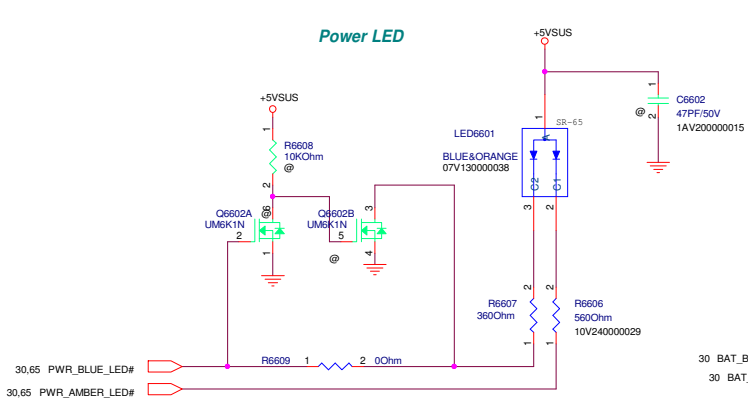 Power LED
+5VSUS
+5VSUS
1
C6602
@
47PF/50V
2
1AV200000015
1
SR-65
LED6601
A
BLUE&ORANGE
07V130000038
C2
C1
3
2
1
R6608
10KOhm
@
2
Q6602A
@
6
UM6K1N
2
1
Q6602B
3
UM6K1N
5
4
@
2
2
R6607
R6606
360Ohm
560Ohm
10V240000029
1
1
30,65 PWR_BLUE_LED#
R6609 1 2 0Ohm
30,65 PWR_AMBER_LED#
30 BAT_B
30 BAT_